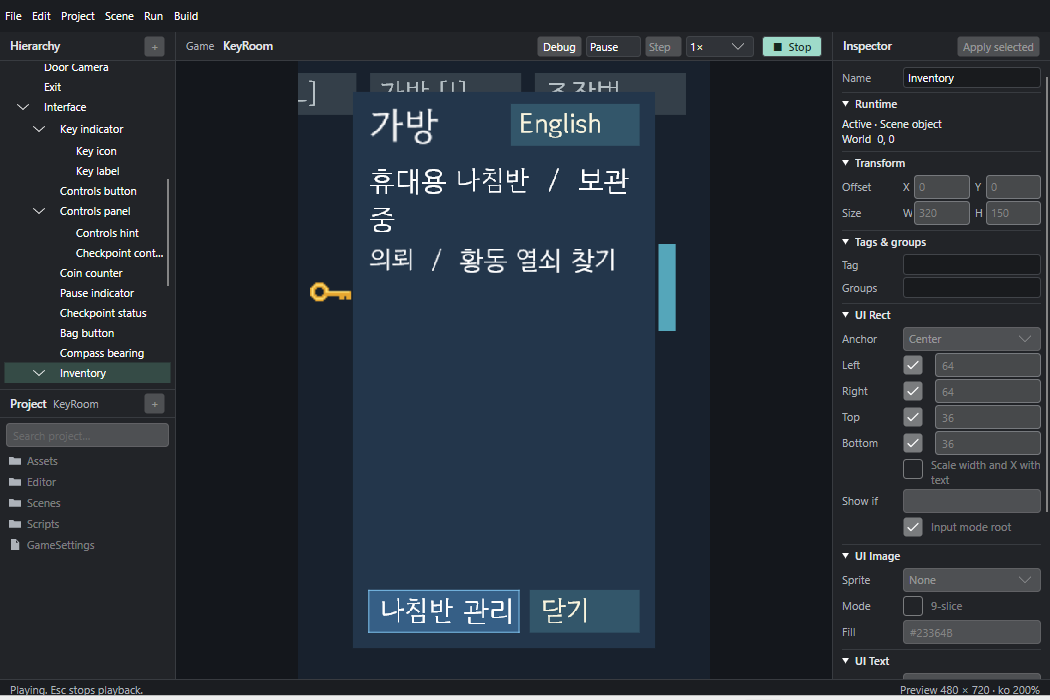 File Edit Project Scene Run Build
Hierarchy +
Game KeyRoom
Debug Pause Step 1× Stop
Inspector Apply selected
Door Camera
Exit
Interface
Key indicator
Key icon
Key label
Controls button
Controls panel
Controls hint
Checkpoint cont...
Coin counter
Pause indicator
Checkpoint status
Bag button
Compass bearing
Inventory
Project KeyRoom +
Search project...
Assets
Editor
Scenes
Scripts
GameSettings
가방
English
휴대용 나침반 / 보관
중
의뢰 / 황동 열쇠 찾기
나침반 관리 닫기
Name Inventory
Runtime
Active · Scene object
World 0, 0
Transform
Offset X 0 Y 0
Size W 320 H 150
Tags & groups
Tag
Groups
UI Rect
Anchor Center
Left 64
Right 64
Top 36
Bottom 36
Scale width and X with
text
Show if
Input mode root
UI Image
Sprite None
Mode 9-slice
Fill #233648
UI Text
Playing. Esc stops playback.
Preview 480 × 720 · ko 200%